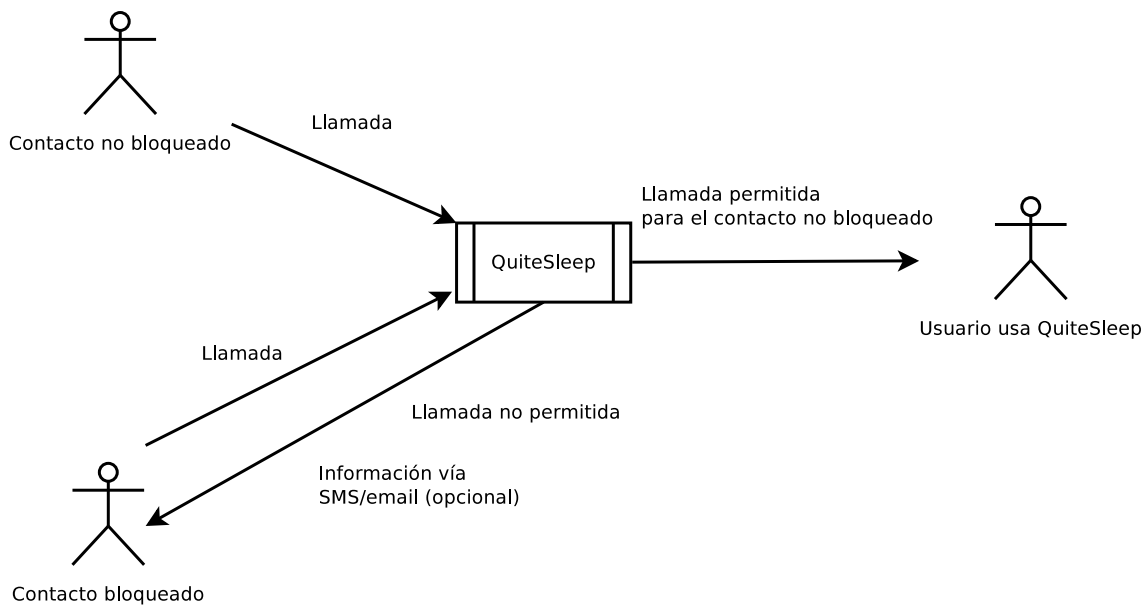 Contacto no bloqueado
Llamada
Llamada permitida
para el contacto no bloqueado
QuiteSleep
Usuario usa QuiteSleep
Llamada
Llamada no permitida
Información vía
SMS/email (opcional)
Contacto bloqueado